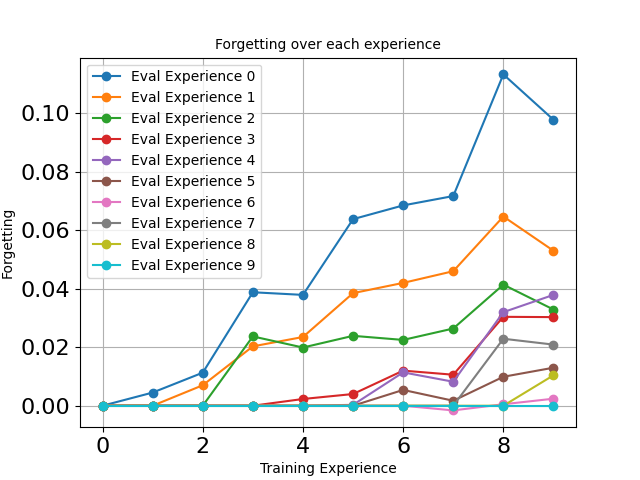 Forgetting over each experience
Eval Experience 0
Eval Experience 1
Eval Experience 2
Eval Experience 3
Eval Experience 4
Eval Experience 5
Eval Experience 6
Eval Experience 7
Eval Experience 8
Eval Experience 9
Forgetting
0.10
0.08
0.06
0.04
0.02
0.00
0 2 4 6 8
Training Experience